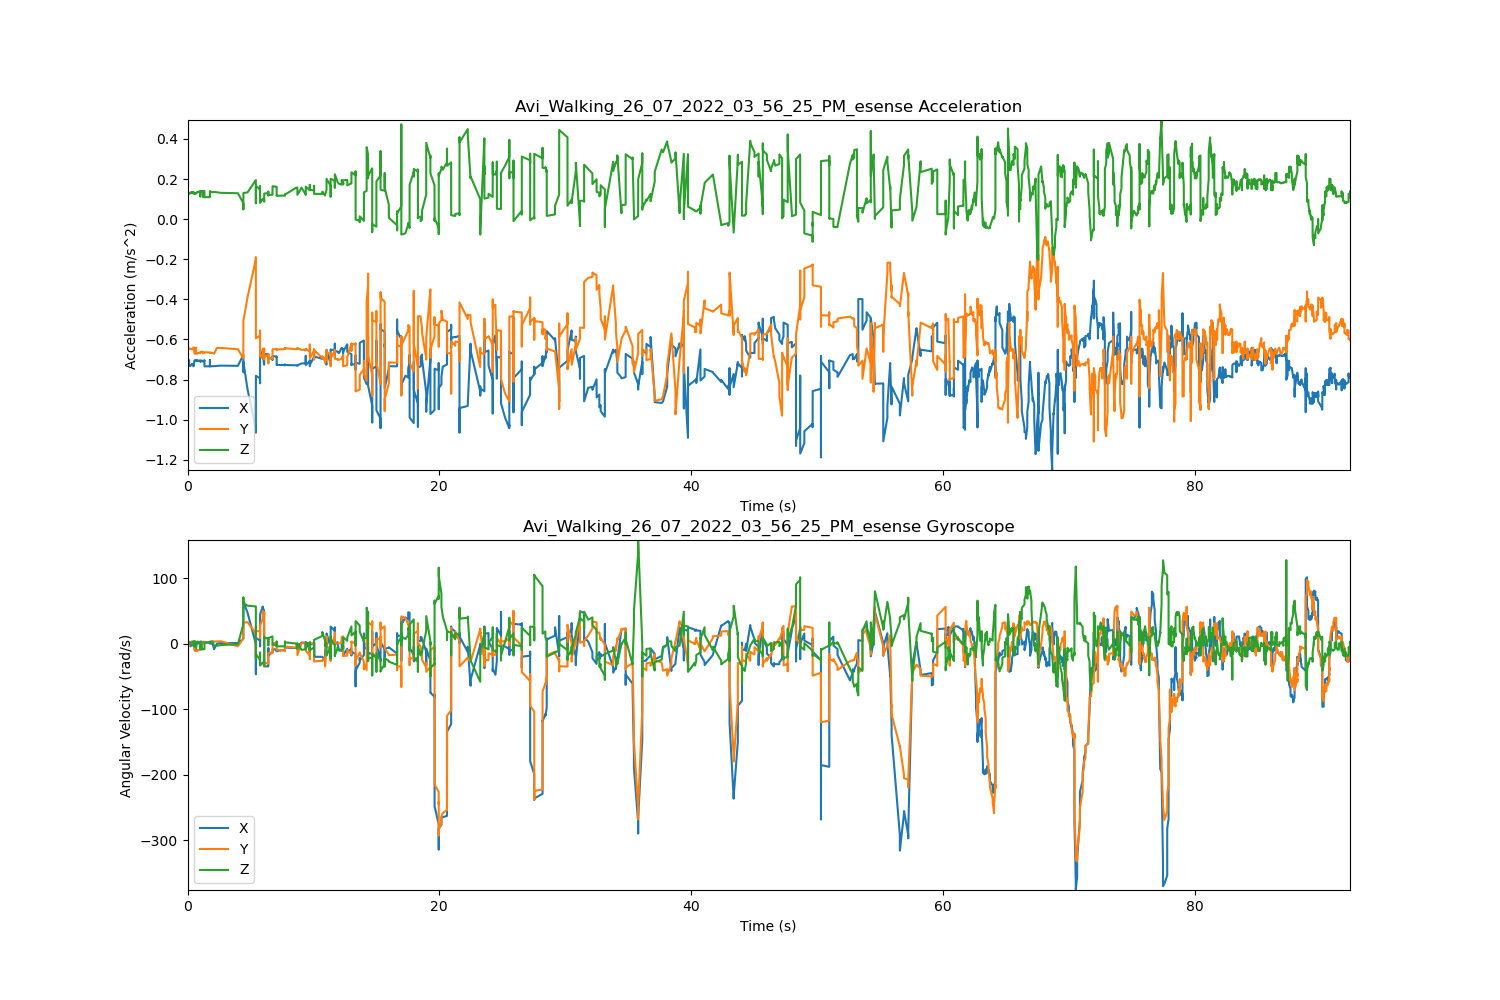 Avi_Walking_26_07_2022_03_56_25_PM_esense Acceleration
Acceleration (m/s^2)
0.4
0.2
0.0
−0.2
−0.4
−0.6
−0.8
−1.0
−1.2
X
Y
Z
0 20 40 60 80
Time (s)
Avi_Walking_26_07_2022_03_56_25_PM_esense Gyroscope
Angular Velocity (rad/s)
100
0
−100
−200
−300
X
Y
Z
0 20 40 60 80
Time (s)